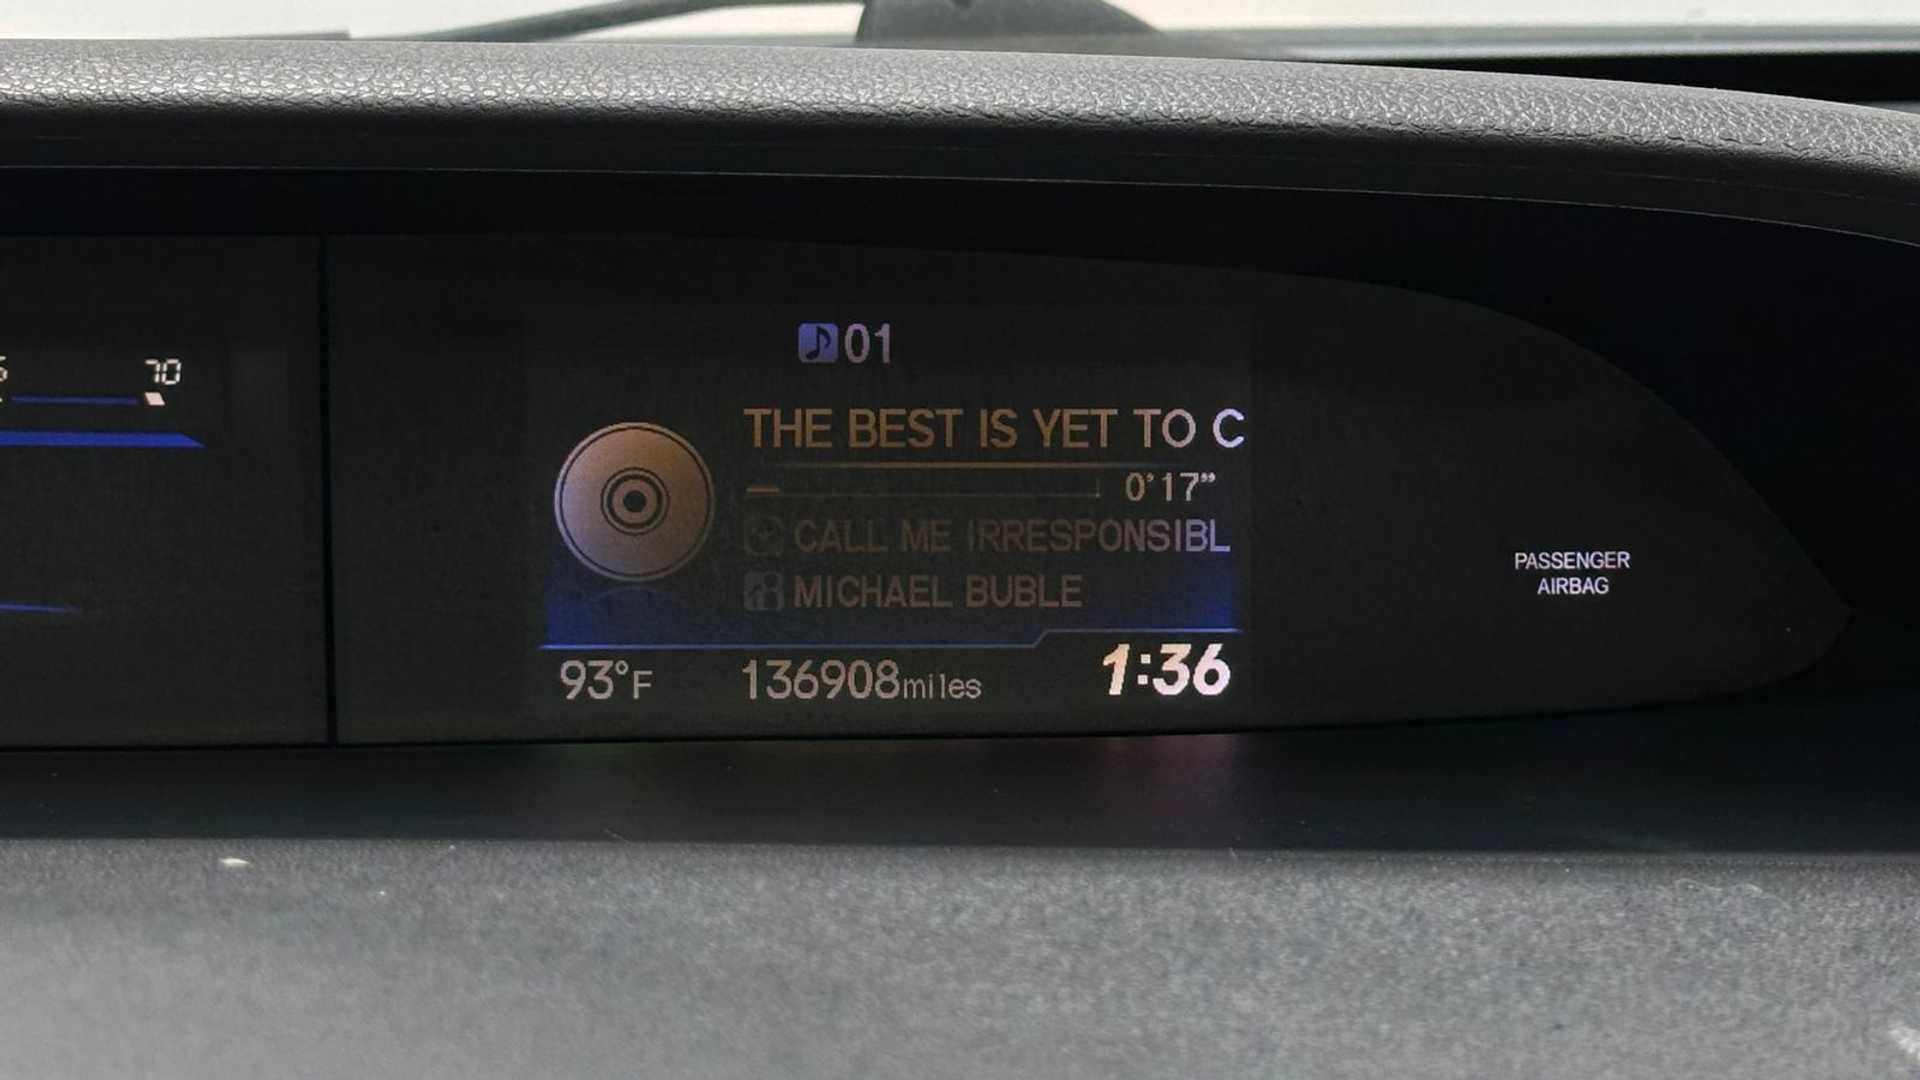 70
01
THE BEST IS YET TO C
0'17"
CALL ME IRRESPONSIBL
MICHAEL BUBLE
93°F 136908miles 1:36
PASSENGER
AIRBAG